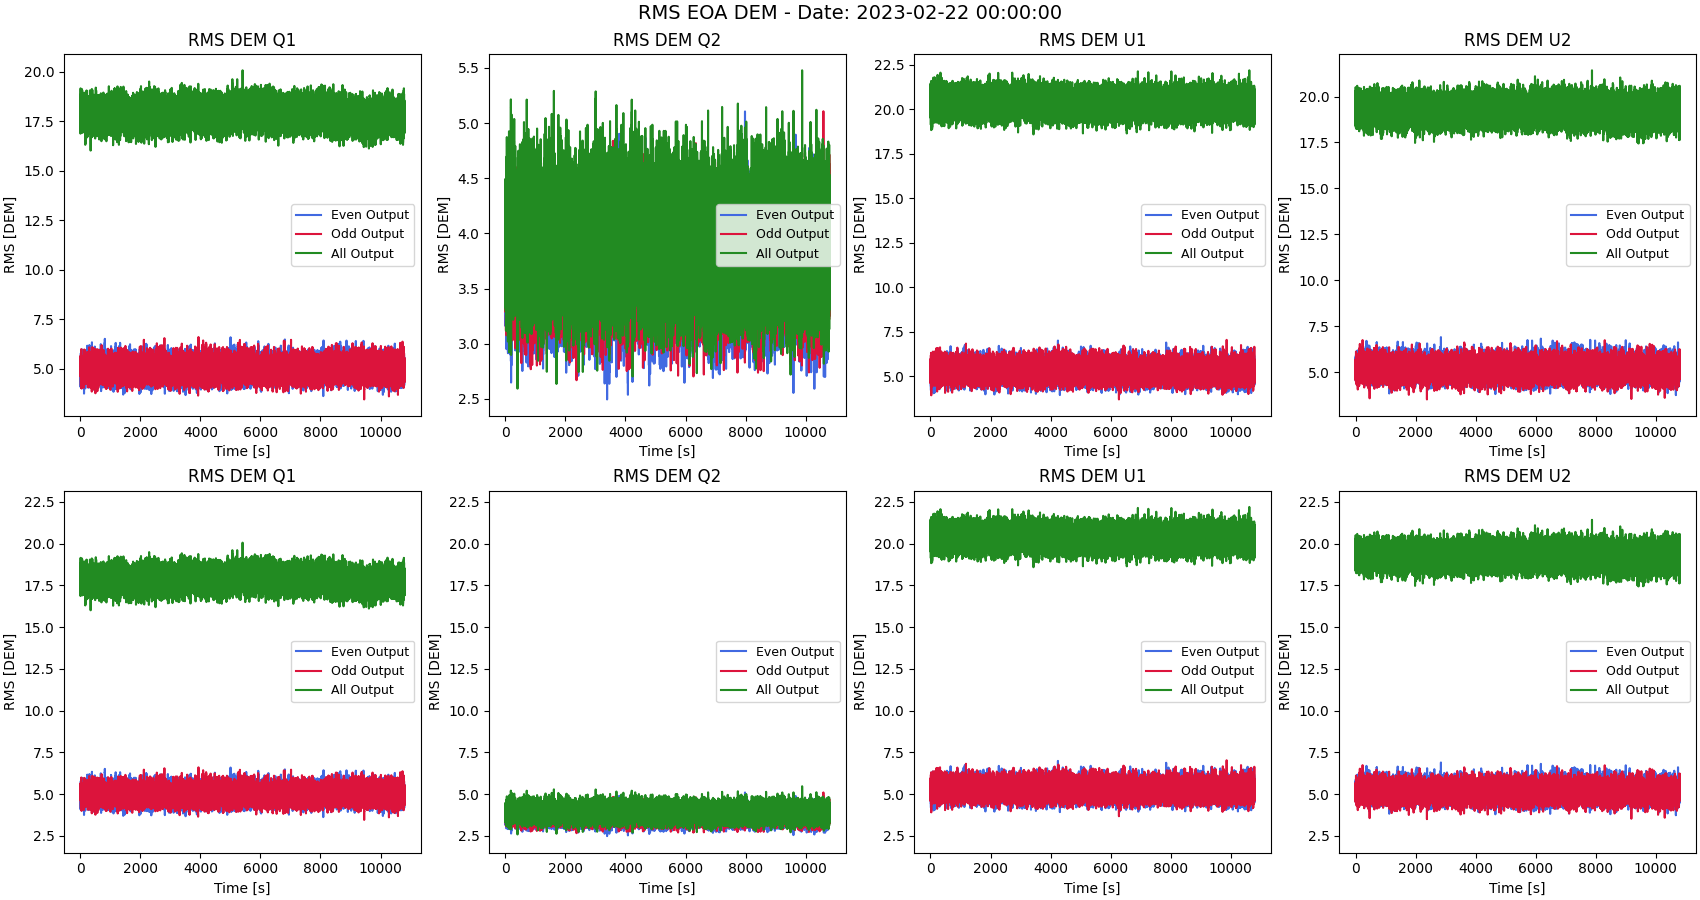 RMS EOA DEM - Date: 2023-02-22 00:00:00
RMS DEM Q1
RMS [DEM]
20.0
17.5
15.0
12.5
10.0
7.5
5.0
Even Output
Odd Output
All Output
0 2000 4000 6000 8000 10000
Time [s]
RMS DEM Q2
RMS [DEM]
5.5
5.0
4.5
4.0
3.5
3.0
2.5
Even Output
Odd Output
All Output
0 2000 4000 6000 8000 10000
Time [s]
RMS DEM U1
RMS [DEM]
22.5
20.0
17.5
15.0
12.5
10.0
7.5
5.0
Even Output
Odd Output
All Output
0 2000 4000 6000 8000 10000
Time [s]
RMS DEM U2
RMS [DEM]
20.0
17.5
15.0
12.5
10.0
7.5
5.0
Even Output
Odd Output
All Output
0 2000 4000 6000 8000 10000
Time [s]
RMS DEM Q1
RMS [DEM]
22.5
20.0
17.5
15.0
12.5
10.0
7.5
5.0
2.5
Even Output
Odd Output
All Output
0 2000 4000 6000 8000 10000
Time [s]
RMS DEM Q2
RMS [DEM]
22.5
20.0
17.5
15.0
12.5
10.0
7.5
5.0
2.5
Even Output
Odd Output
All Output
0 2000 4000 6000 8000 10000
Time [s]
RMS DEM U1
RMS [DEM]
22.5
20.0
17.5
15.0
12.5
10.0
7.5
5.0
2.5
Even Output
Odd Output
All Output
0 2000 4000 6000 8000 10000
Time [s]
RMS DEM U2
RMS [DEM]
22.5
20.0
17.5
15.0
12.5
10.0
7.5
5.0
2.5
Even Output
Odd Output
All Output
0 2000 4000 6000 8000 10000
Time [s]